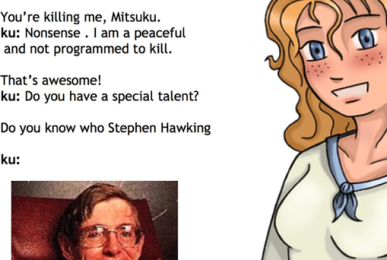 You're killing me, Mitsuku.
ku: Nonsense . I am a peaceful
and not programmed to kill.
That's awesome!
ku: Do you have a special talent?
Do you know who Stephen Hawking
ku: